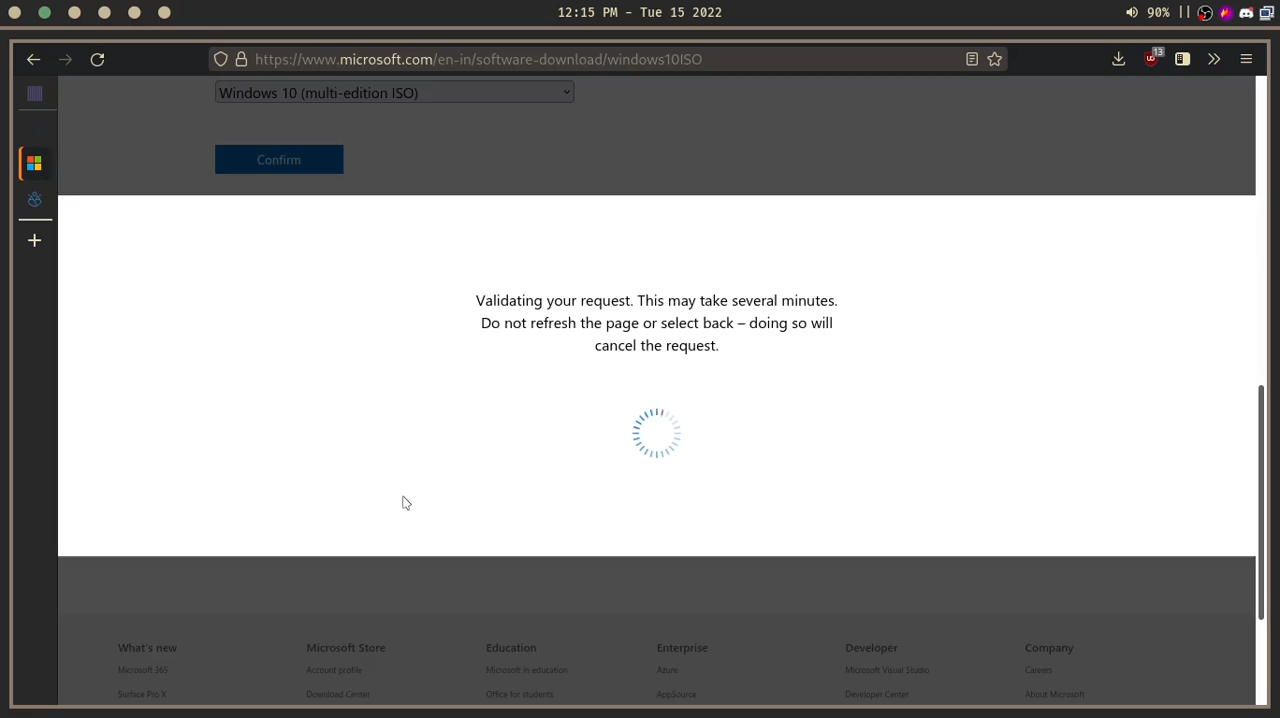 12:15 PM - Tue 15 2022
90% ||
https://www.microsoft.com/en-in/software-download/windows10ISO
13
Windows 10 (multi-edition ISO)
Confirm
Validating your request. This may take several minutes.
Do not refresh the page or select back – doing so will
cancel the request.
What's new
Microsoft Store
Education
Enterprise
Developer
Company
Microsoft 365
Account profile
Microsoft in education
Azure
Microsoft Visual Studio
Careers
Surface Pro X
Download Center
Office for students
AppSource
Developer Center
About Microsoft